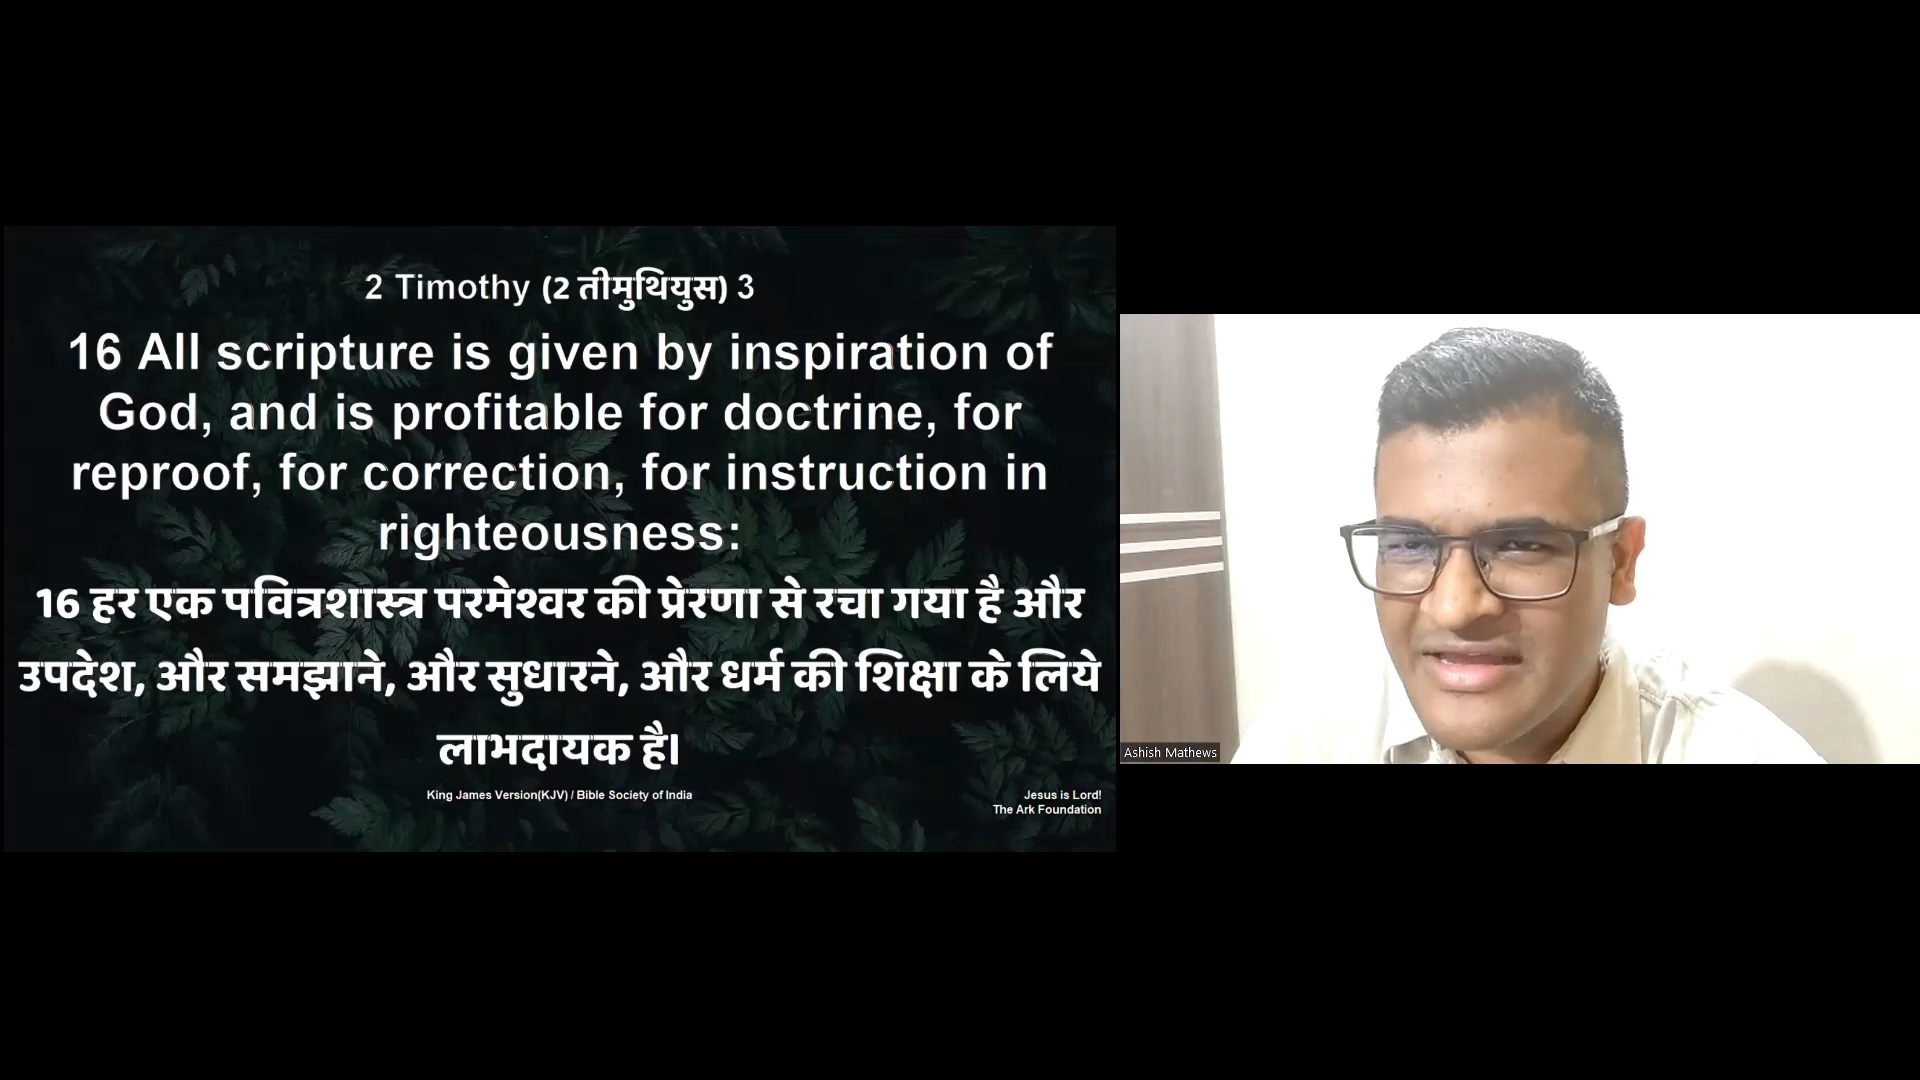 2 Timothy (2 तीमुथियुस) 3
16 All scripture is given by inspiration of
God, and is profitable for doctrine, for
reproof, for correction, for instruction in
righteousness:
16 हर एक पवित्रशास्त्र परमेश्वर की प्रेरणा से रचा गया है और
उपदेश, और समझाने, और सुधारने, और धर्म की शिक्षा के लिये
लाभदायक है।
King James Version(KJV) / Bible Society of India
Jesus is Lord!
The Ark Foundation
Ashish Mathews